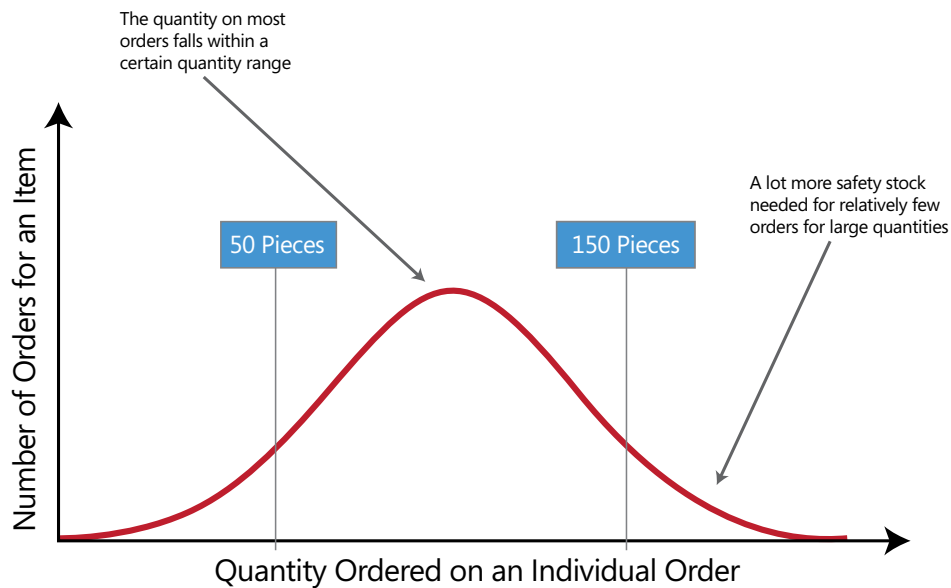 The quantity on most
orders falls within a
certain quantity range
A lot more safety stock
needed for relatively few
orders for large quantities
50 Pieces
150 Pieces
Number of Orders for an Item
Quantity Ordered on an Individual Order